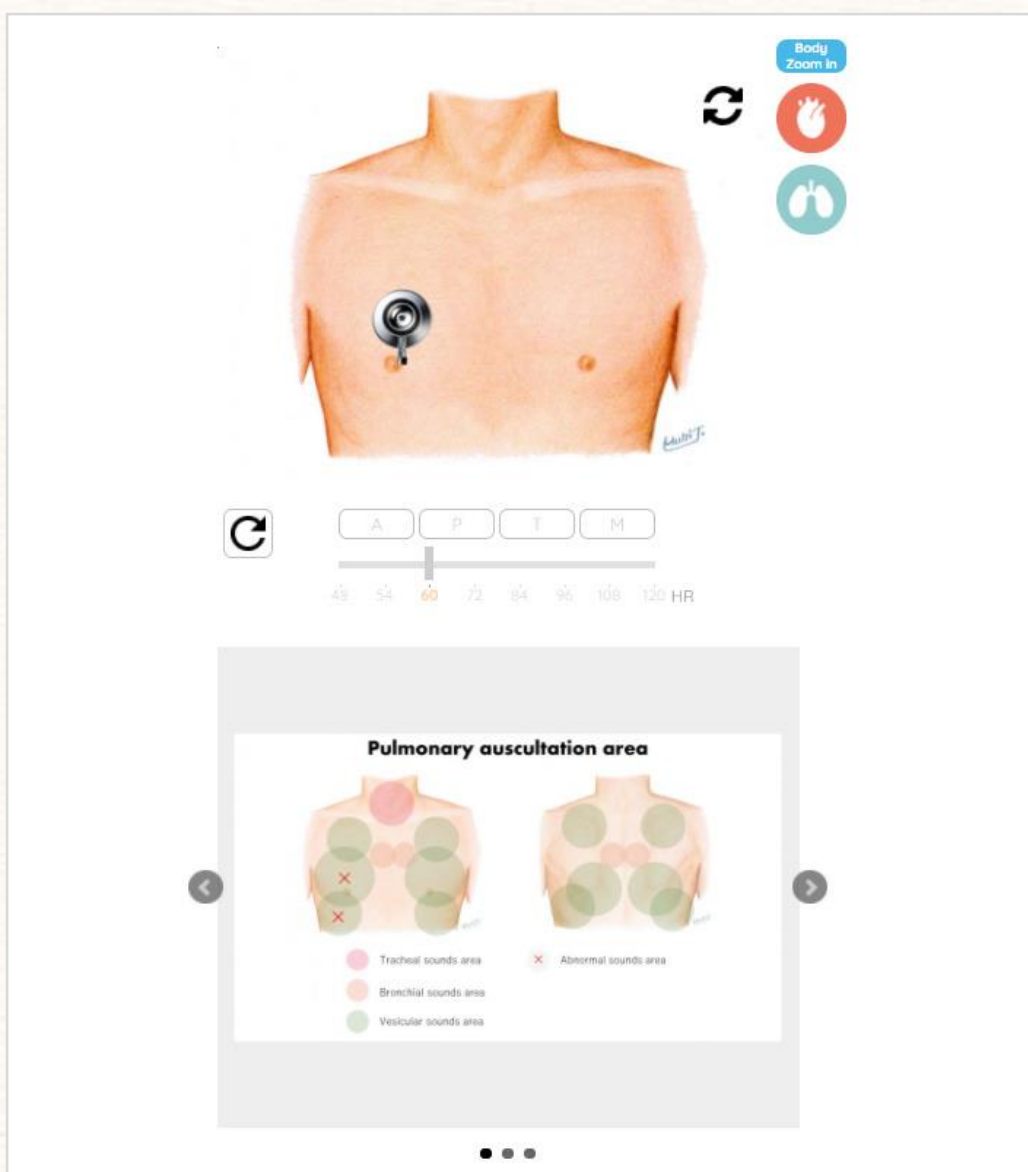 Body
Zoom in
A P T M
48 54 60 72 84 96 108 120 HR
Pulmonary auscultation area
Tracheal sounds area
Abnormal sounds area
Bronchial sounds area
Vesicular sounds area